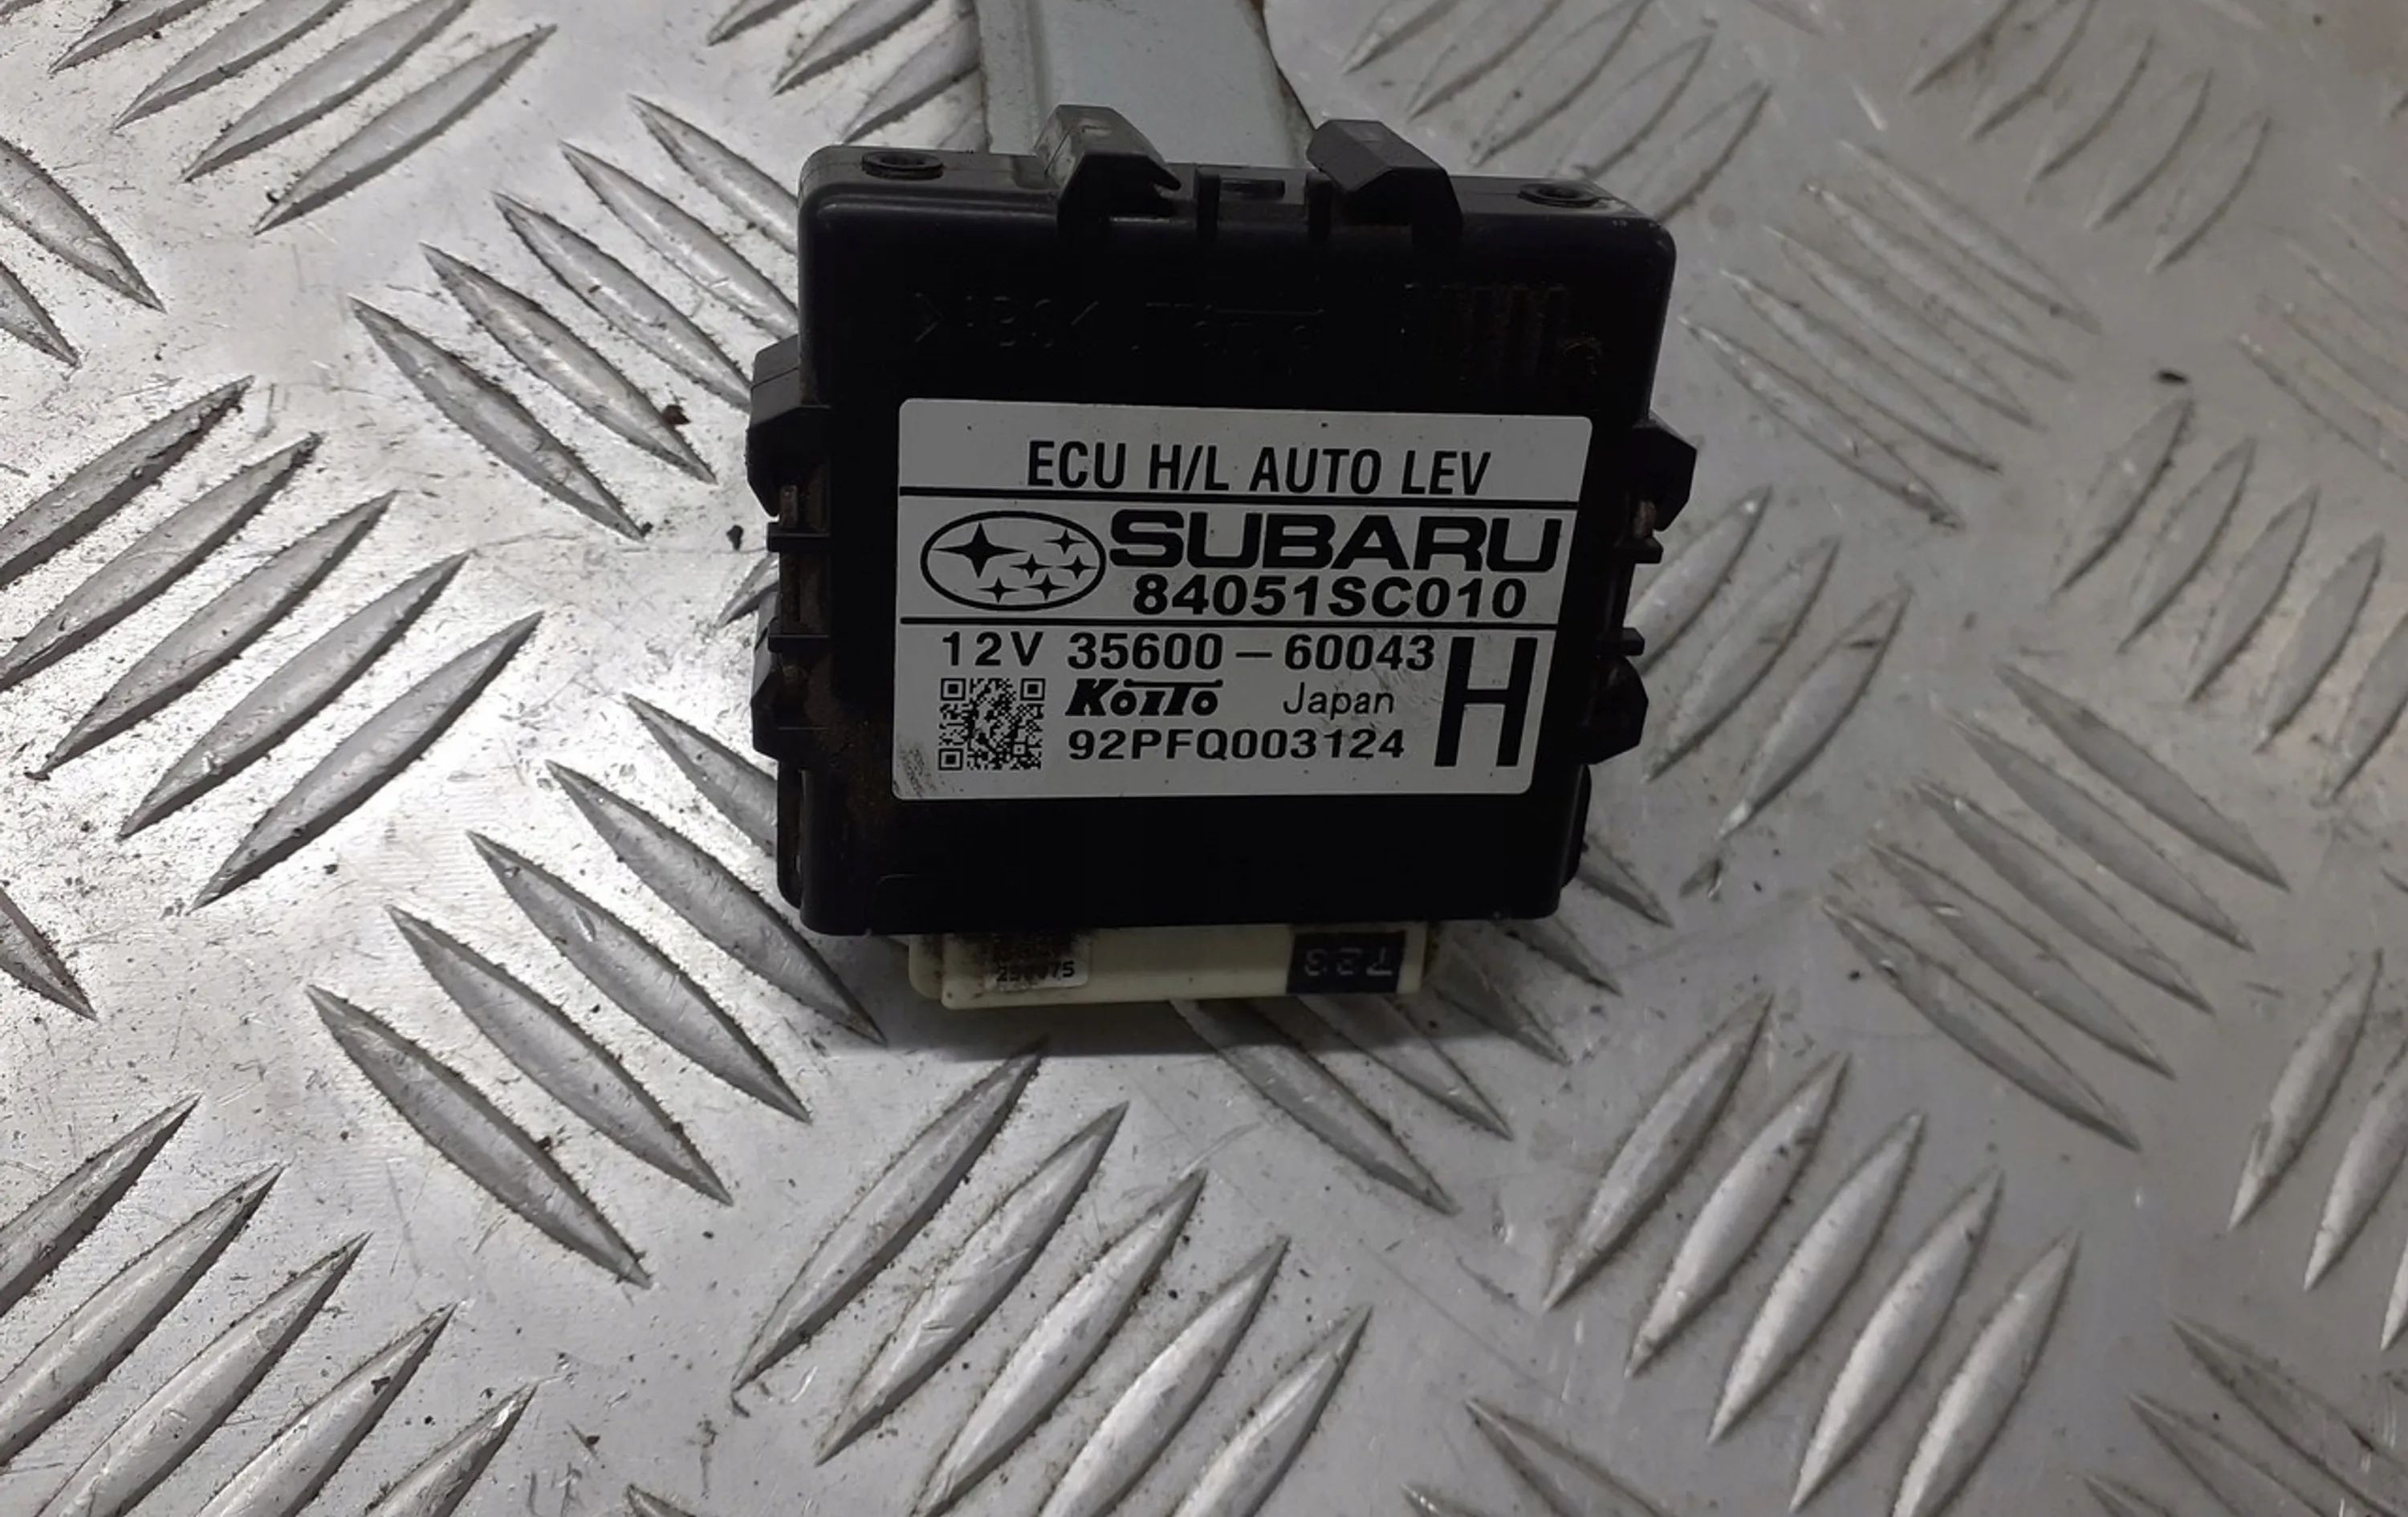 ECU H/L AUTO LEV
SUBARU
84051SC010
12V 35600-60043
KOITO Japan
H
92PFQ003124